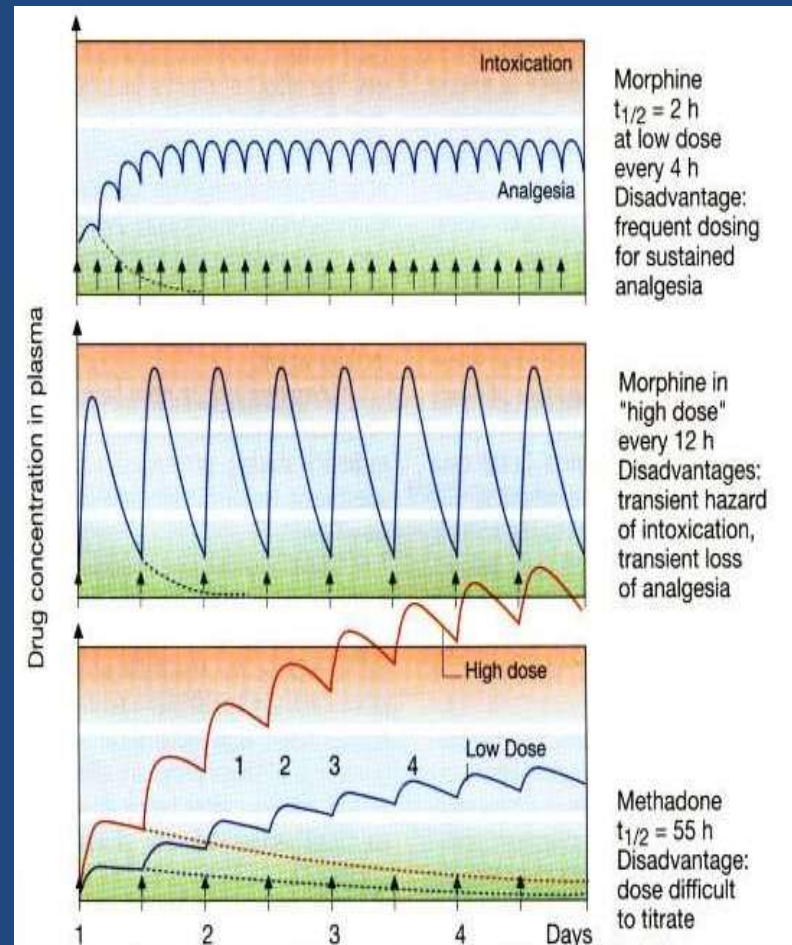 Drug concentration in plasma
Intoxication
Analgesia
Morphine
t1/2 = 2 h
at low dose
every 4 h
Disadvantage:
frequent dosing
for sustained
analgesia
Morphine in
"high dose"
every 12 h
Disadvantages:
transient hazard
of intoxication,
transient loss
of analgesia
High dose
Low Dose
1 2 3 4
Methadone
t1/2 = 55 h
Disadvantage:
dose difficult
to titrate
1 2 3 4 Days